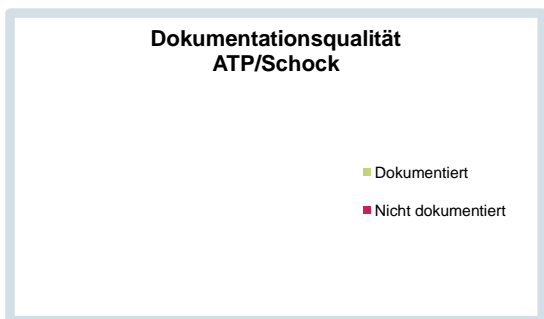 Dokumentationsqualität
ATP/Schock
Dokumentiert
Nicht dokumentiert